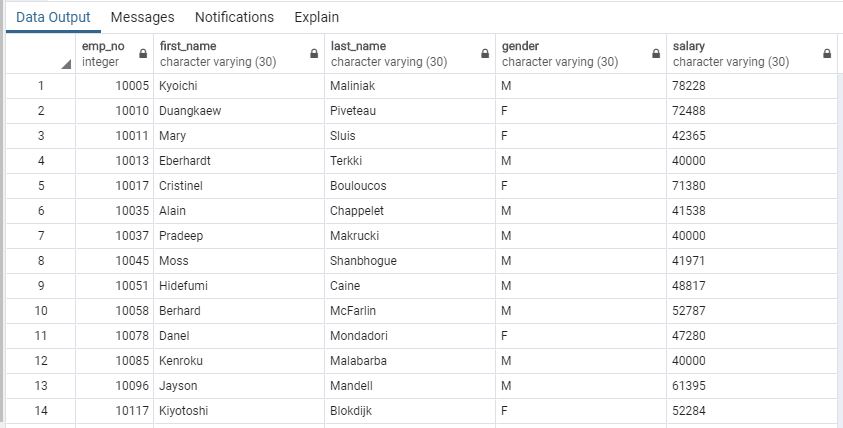 Data Output Messages Notifications Explain
emp_no first_name last_name gender salary
integer character varying (30) character varying (30) character varying (30) character varying (30)
1 10005 Kyoichi Maliniak M 78228
2 10010 Duangkaew Piveteau F 72488
3 10011 Mary Sluis F 42365
4 10013 Eberhardt Terkki M 40000
5 10017 Cristinel Bouloucos F 71380
6 10035 Alain Chappelet M 41538
7 10037 Pradeep Makrucki M 40000
8 10045 Moss Shanbhogue M 41971
9 10051 Hidefumi Caine M 48817
10 10058 Berhard McFarlin M 52787
11 10078 Danel Mondadori F 47280
12 10085 Kenroku Malabarba M 40000
13 10096 Jayson Mandell M 61395
14 10117 Kiyotoshi Blokdijk F 52284